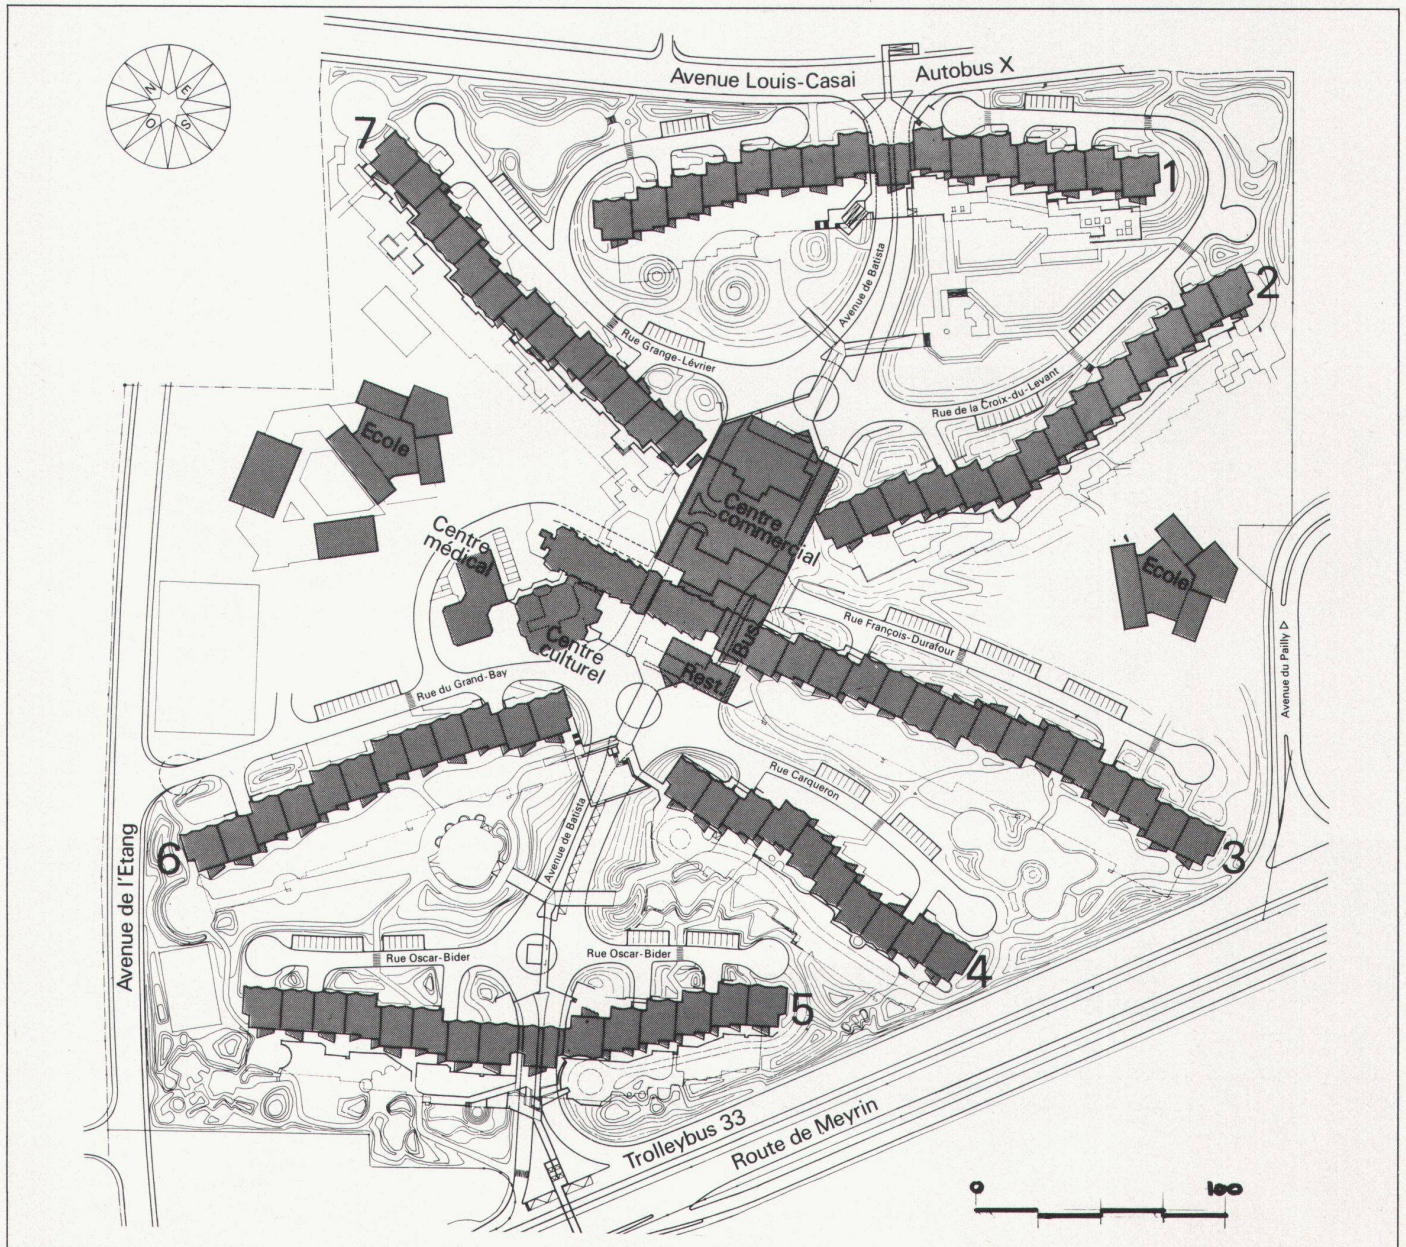 Avenue Louis-Casai
Autobus X
N
E
S
O
7
1
2
Avenue de Batista
Rue Grange-Lévrier
Rue de la Croix-du-Levant
Ecole
Centre
commercial
Centre
médical
Ecole
Rue François-Durafour
Bus
Centre
culturel
Rest.
Rue du Grand-Bay
Avenue du Pailly
Rue Carqueron
Avenue de Batista
6
3
Avenue de l'Etang
Rue Oscar-Bider
Rue Oscar-Bider
4
5
Trolleybus 33
Route de Meyrin
0
100